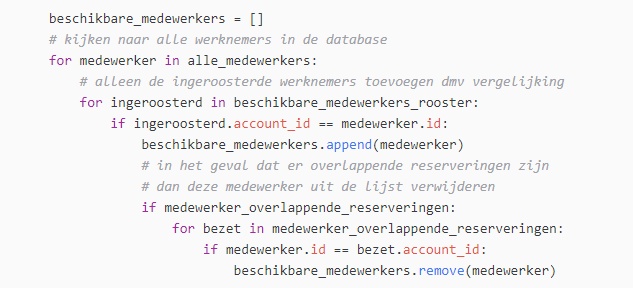 beschikbare_medewerkers = []
# kijken naar alle werknemers in de database
for medewerker in alle_medewerkers:
# alleen de ingeroosterde werknemers toevoegen dmv vergelijking
for ingeroosterd in beschikbare_medewerkers_rooster:
if ingeroosterd.account_id == medewerker.id:
beschikbare_medewerkers.append(medewerker)
# in het geval dat er overlappende reserveringen zijn
# dan deze medewerker uit de lijst verwijderen
if medewerker_overlappende_reserveringen:
for bezet in medewerker_overlappende_reserveringen:
if medewerker.id == bezet.account_id:
beschikbare_medewerkers.remove(medewerker)